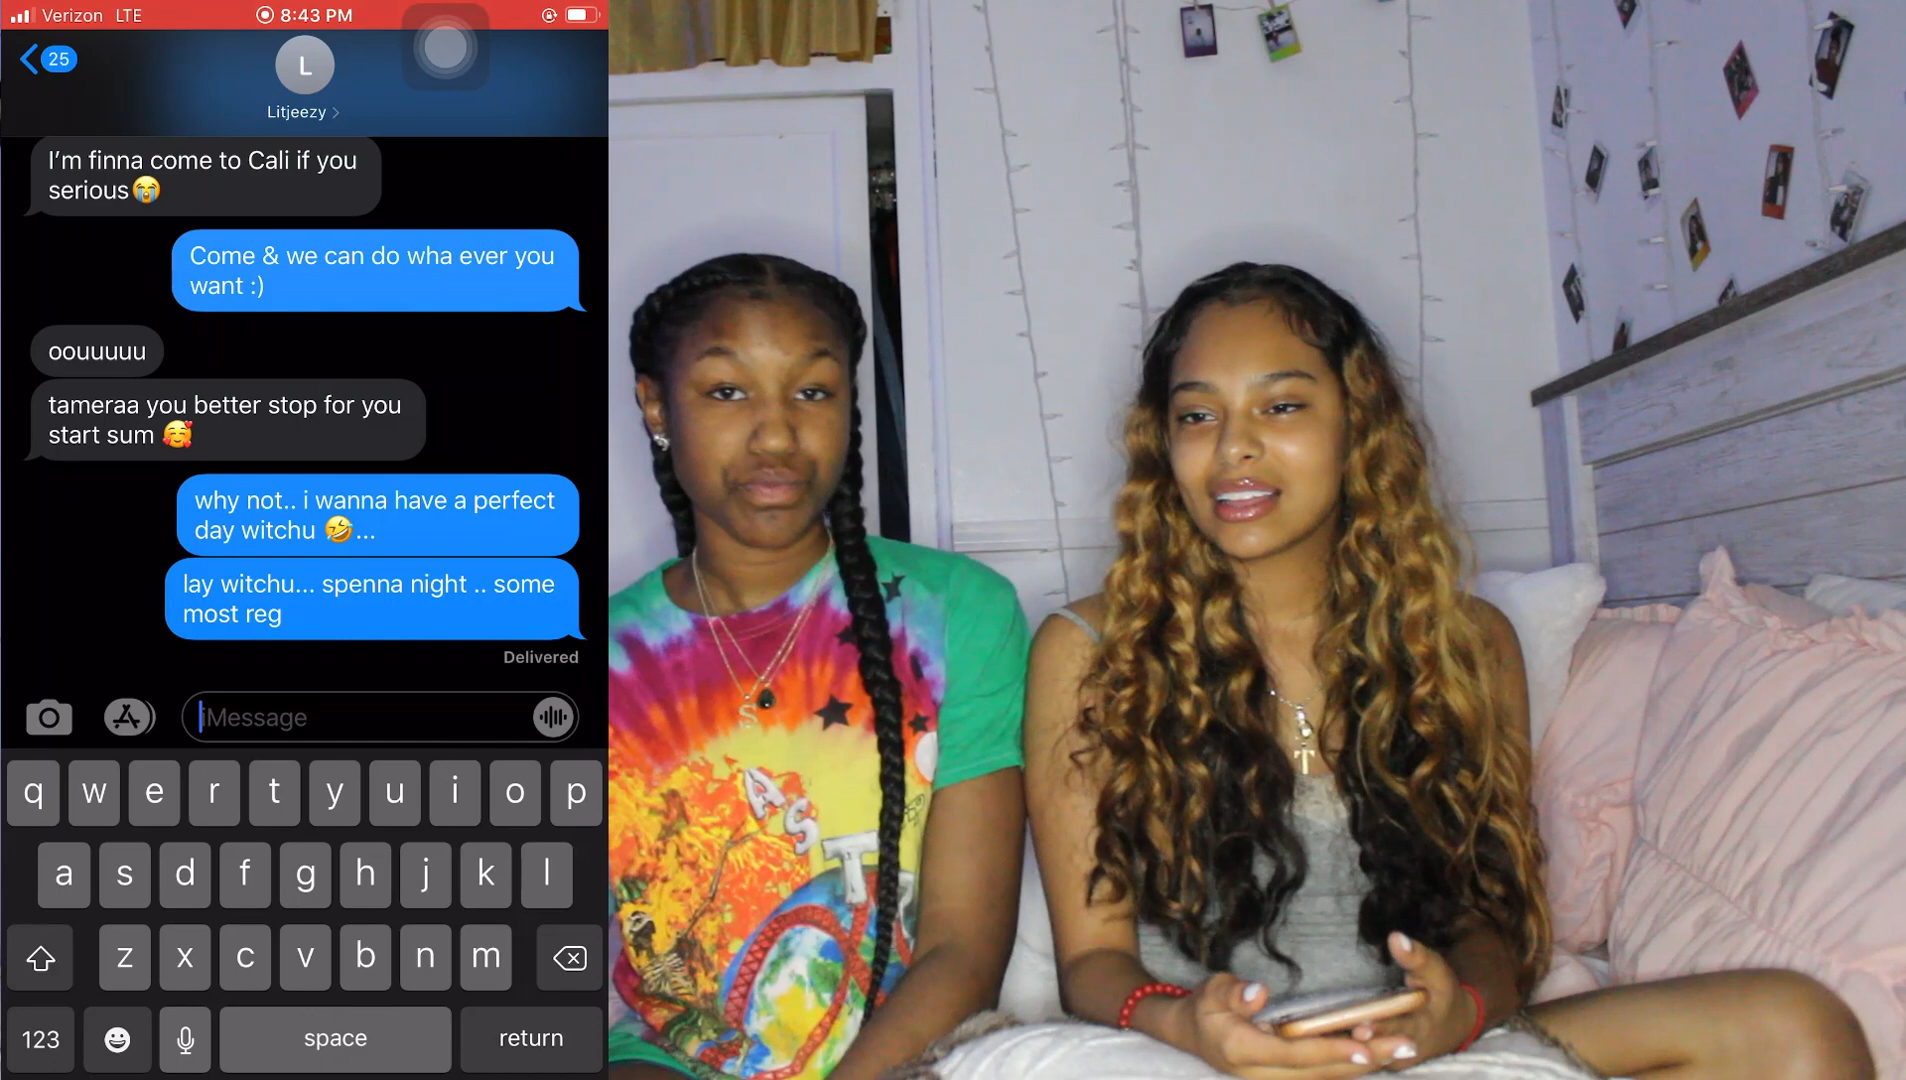 Verizon LTE
8:43 PM
25
L
Litjeezy
I'm finna come to Cali if you
serious😭
Come & we can do wha ever you
want :)
oouuuuu
tameraa you better stop for you
start sum 🥰
why not.. i wanna have a perfect
day witchu 🤣...
lay witchu... spenna night .. some
most reg
Delivered
iMessage
q w e r t y u i o p
a s d f g h j k l
z x c v b n m
123
space
return
S
T
AST